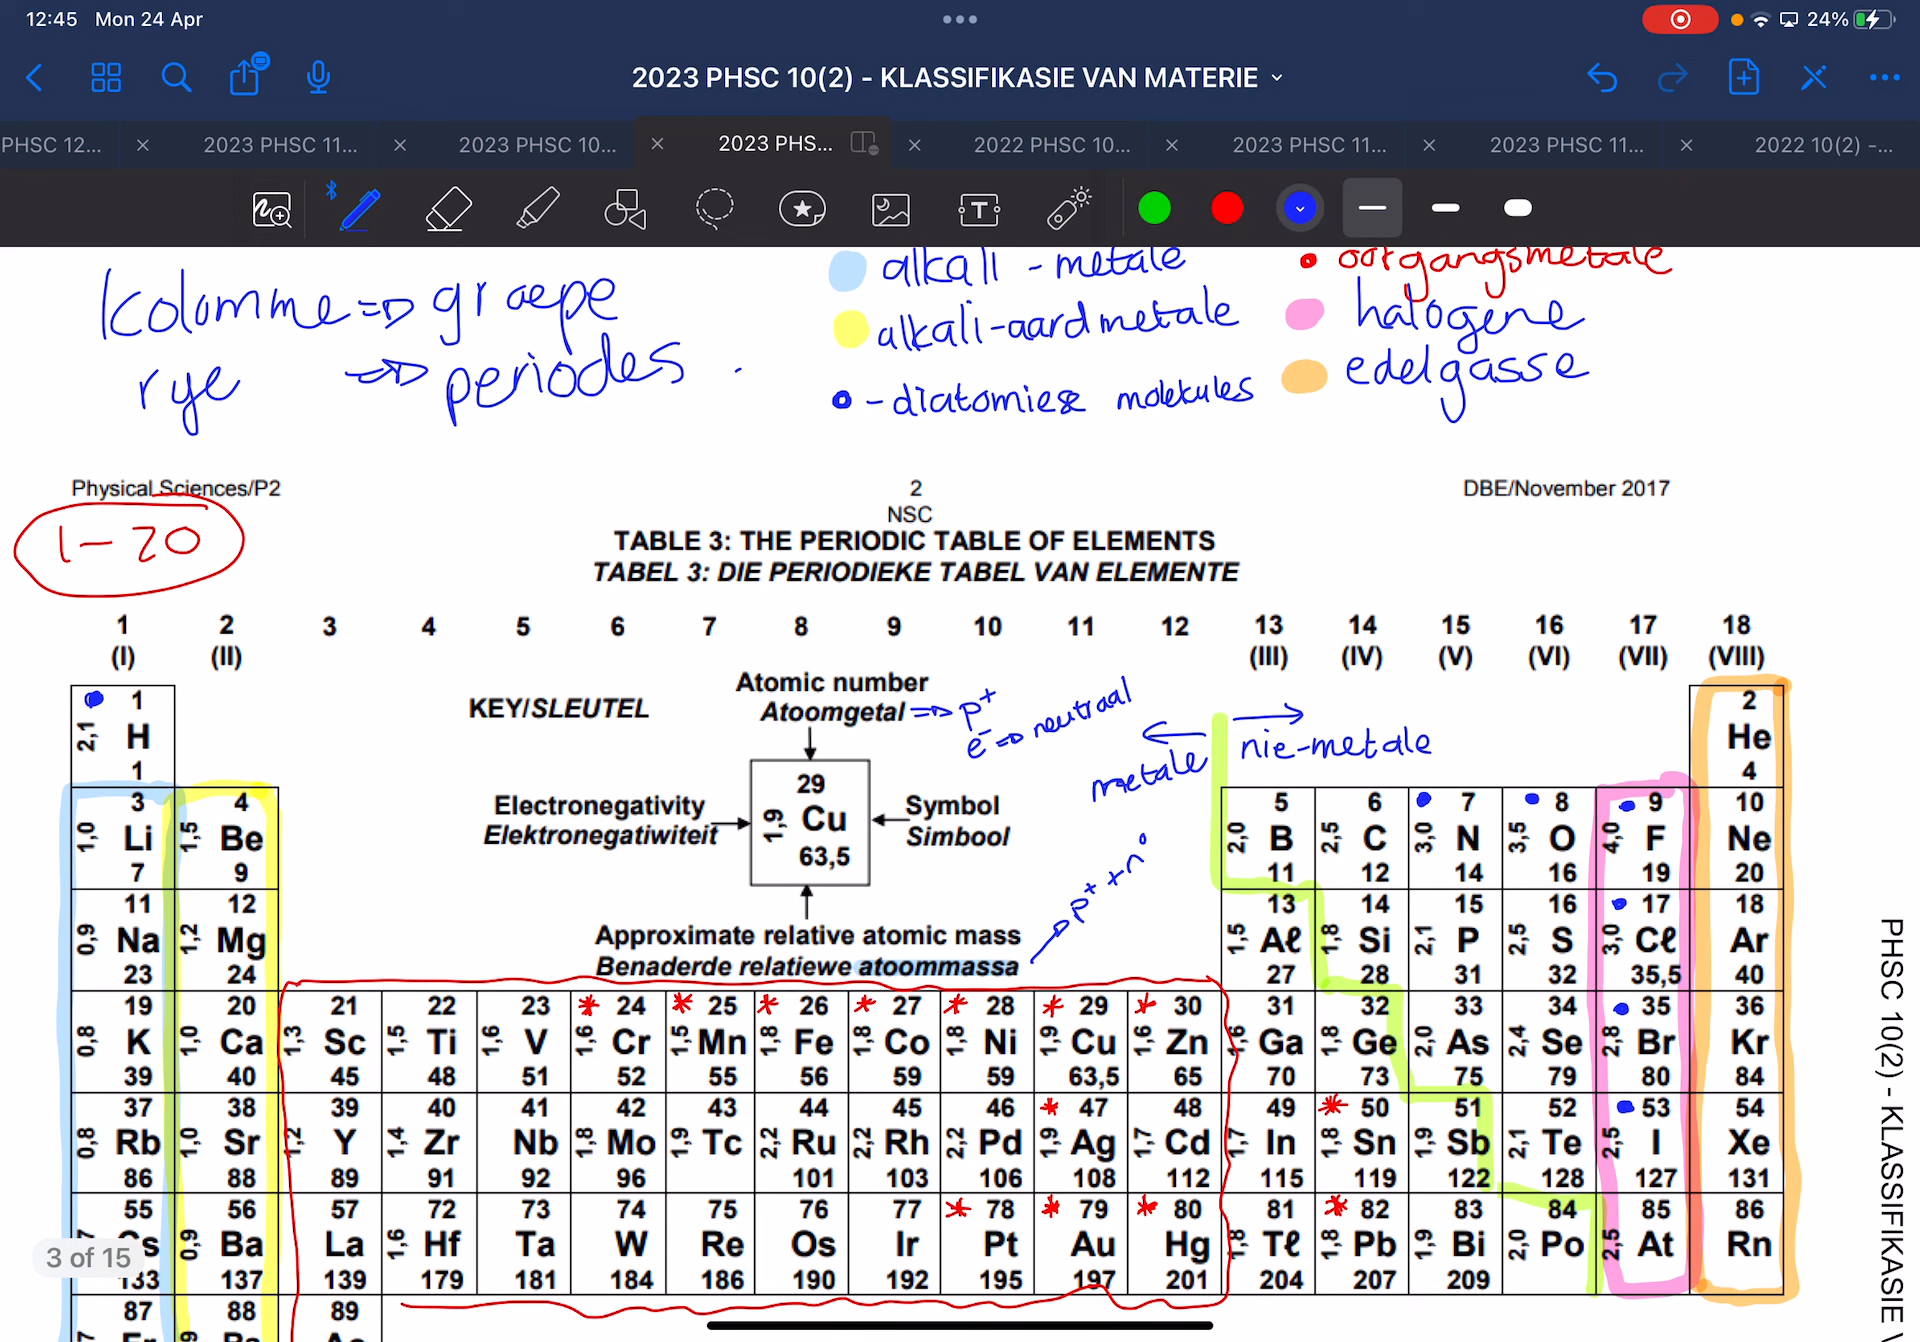 12:45 Mon 24 Apr
24%
2023 PHSC 10(2) - KLASSIFIKASIE VAN MATERIE
PHSC 12... 2023 PHSC 11... 2023 PHSC 10... 2023 PHS... 2022 PHSC 10... 2023 PHSC 11... 2023 PHSC 11... 2022 10(2) -...
alkali - metale
Kolomme => groepe
alkali-aardmetale
halogene
rye => periodes
-diatomiese molekules
edelgasse
Physical Sciences/P2 2 DBE/November 2017
NSC
1-20
TABLE 3: THE PERIODIC TABLE OF ELEMENTS
TABEL 3: DIE PERIODIEKE TABEL VAN ELEMENTE
1 2 3 4 5 6 7 8 9 10 11 12 13 14 15 16 17 18
(I) (II) (III) (IV) (V) (VI) (VII) (VIII)
KEY/SLEUTEL
Atomic number
Atoomgetal => p+
e- => neutraal
metale
nie-metale
29
Electronegativity
Elektronegatiwiteit
1,9 Cu
Symbol
Simbool
63,5
Approximate relative atomic mass
Benaderde relatiewe atoommassa
p+ + n°
1 2
2,1 H He
1 4
3 4 5 6 7 8 9 10
1,0 Li 1,5 Be 2,0 B 2,5 C 3,0 N 3,5 O 4,0 F Ne
7 9 11 12 14 16 19 20
11 12 13 14 15 16 17 18
0,9 Na 1,2 Mg 1,5 Aℓ 1,8 Si 2,1 P 2,5 S 3,0 Cℓ Ar
23 24 27 28 31 32 35,5 40
19 20 21 22 23 24 25 26 27 28 29 30 31 32 33 34 35 36
0,8 K 1,0 Ca 1,3 Sc 1,5 Ti 1,6 V 1,6 Cr 1,5 Mn 1,8 Fe 1,8 Co 1,8 Ni 1,9 Cu 1,6 Zn 1,6 Ga 1,8 Ge 2,0 As 2,4 Se 2,8 Br Kr
39 40 45 48 51 52 55 56 59 59 63,5 65 70 73 75 79 80 84
37 38 39 40 41 42 43 44 45 46 47 48 49 50 51 52 53 54
0,8 Rb 1,0 Sr 1,2 Y 1,4 Zr Nb 1,8 Mo 1,9 Tc 2,2 Ru 2,2 Rh 2,2 Pd 1,9 Ag 1,7 Cd 1,7 In 1,8 Sn 1,9 Sb 2,1 Te 2,5 I Xe
86 88 89 91 92 96 101 103 106 108 112 115 119 122 128 127 131
55 56 57 72 73 74 75 76 77 78 79 80 81 82 83 84 85 86
0,9 Ba La 1,6 Hf Ta W Re Os Ir Pt Au Hg 1,8 Tℓ 1,8 Pb 1,9 Bi 2,0 Po 2,5 At Rn
133 137 139 179 181 184 186 190 192 195 197 201 204 207 209
87 88 89
3 of 15
PHSC 10(2) - KLASSIFIKASIE